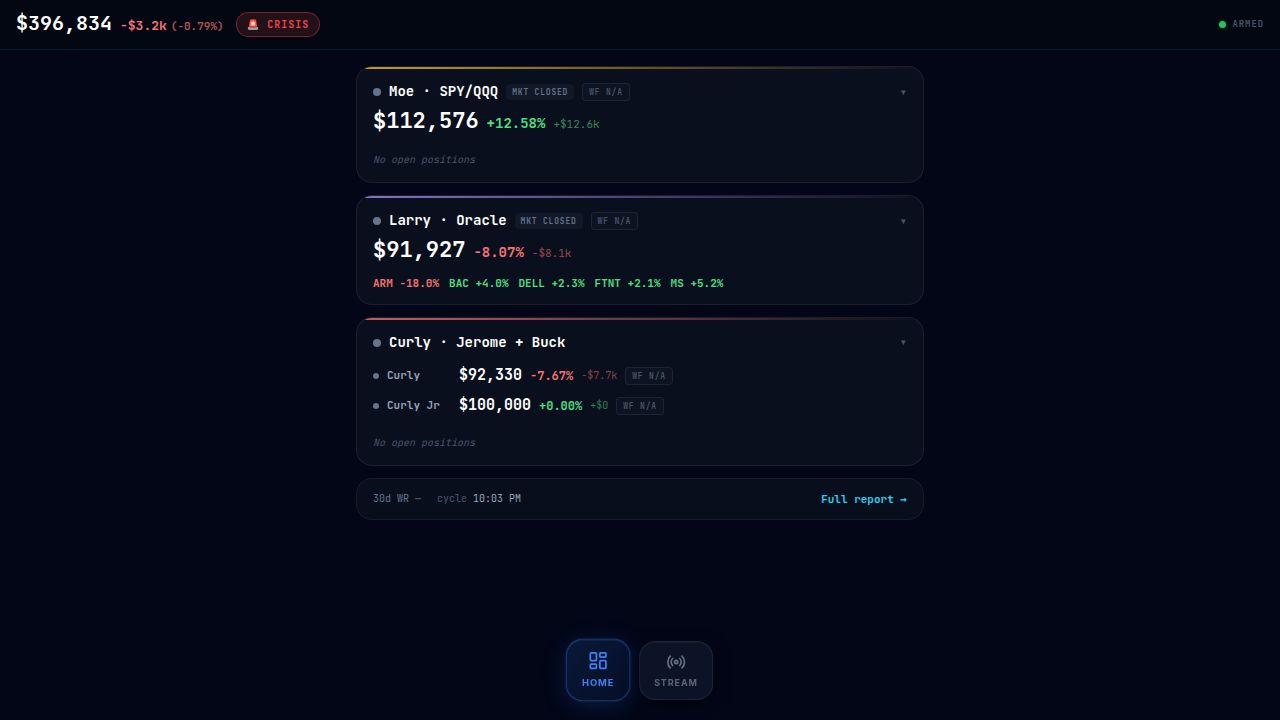 $396,834 -$3.2k (-0.79%) 🚨 CRISIS ARMED
Moe · SPY/QQQ MKT CLOSED WF N/A ▾
$112,576 +12.58% +$12.6k
No open positions
Larry · Oracle MKT CLOSED WF N/A ▾
$91,927 -8.07% -$8.1k
ARM -18.0% BAC +4.0% DELL +2.3% FTNT +2.1% MS +5.2%
Curly · Jerome + Buck ▾
Curly $92,330 -7.67% -$7.7k WF N/A
Curly Jr $100,000 +0.00% +$0 WF N/A
No open positions
30d WR — cycle 10:03 PM Full report →
HOME STREAM